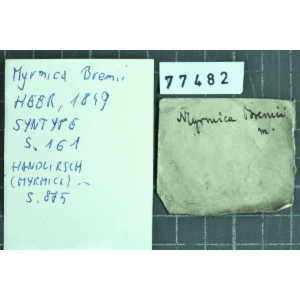 Myrmica Bremii
HEER, 1849
SYNTYPE
S. 161
HANDLIRSCH
(MYRMICI) —
S. 875
77482
Myrmica Bremii
m.